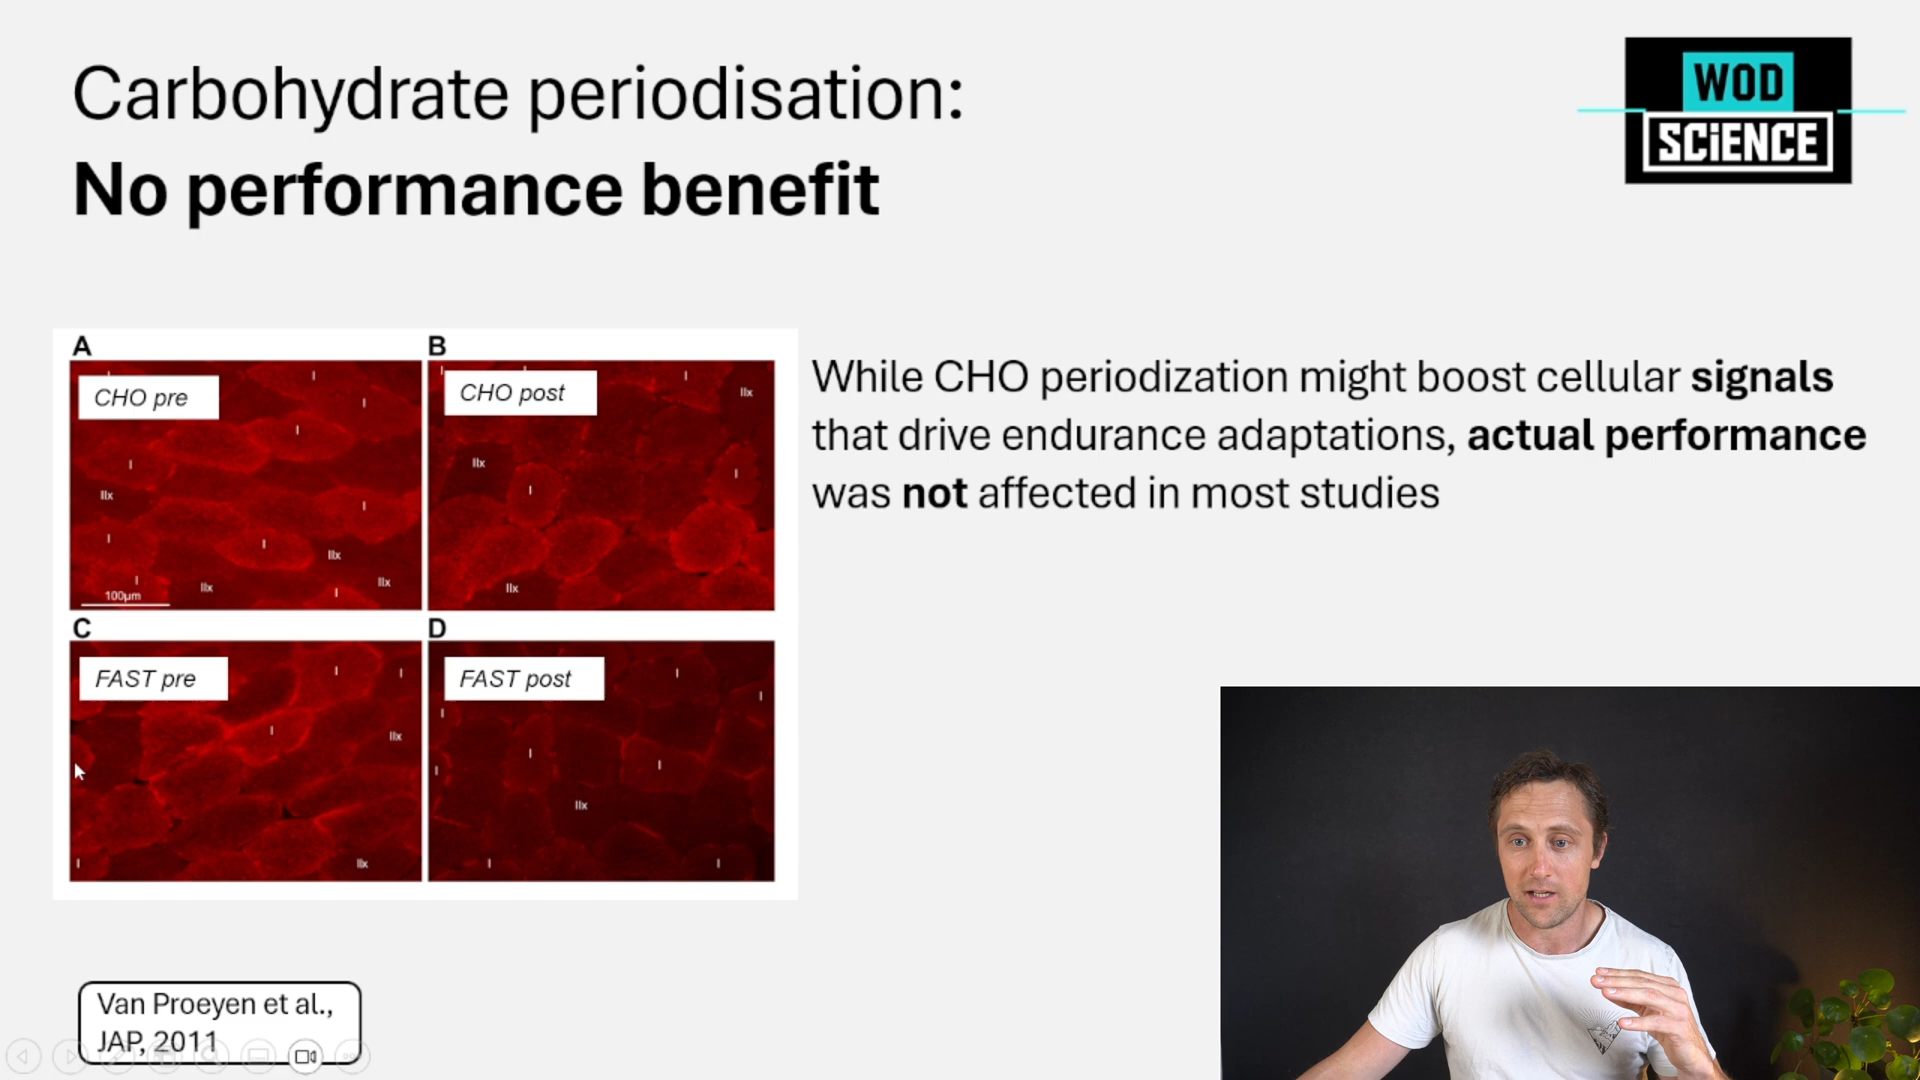 Carbohydrate periodisation:
No performance benefit
WOD
SCiENCE
A
B
CHO pre
I
I
I
I
IIx
I
I
I
IIx
I
IIx
IIx
I
100µm
CHO post
I
I
IIx
IIx
I
I
IIx
C
D
FAST pre
I
I
I
IIx
I
IIx
FAST post
I
I
I
I
I
I
IIx
I
I
While CHO periodization might boost cellular signals
that drive endurance adaptations, actual performance
was not affected in most studies
Van Proeyen et al.,
JAP, 2011